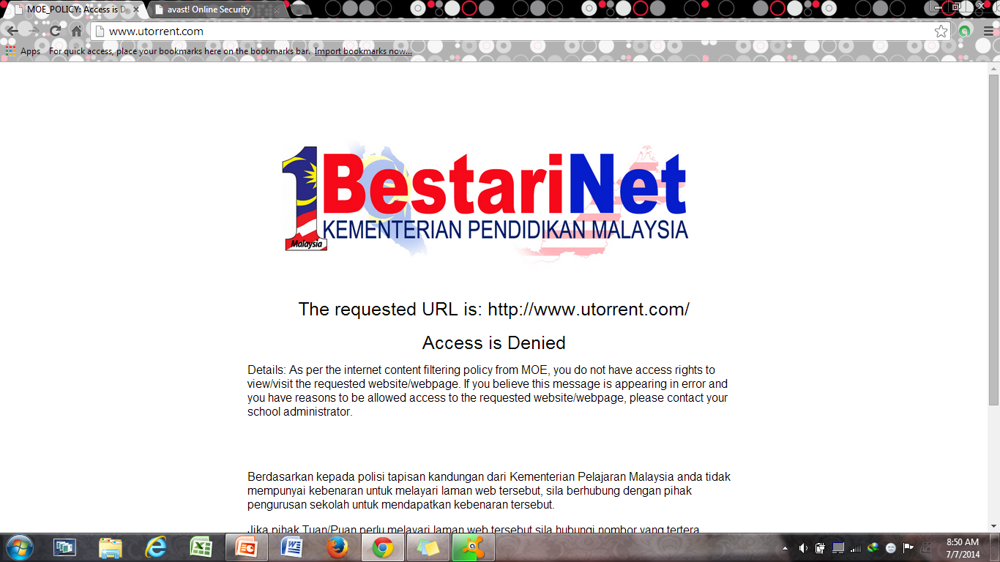 MOE_POLICY: Access is D
avast! Online Security
www.utorrent.com
Apps For quick access, place your bookmarks here on the bookmarks bar. Import bookmarks now...
1BestariNet
Malaysia
KEMENTERIAN PENDIDIKAN MALAYSIA
The requested URL is: http://www.utorrent.com/
Access is Denied
Details: As per the internet content filtering policy from MOE, you do not have access rights to
view/visit the requested website/webpage. If you believe this message is appearing in error and
you have reasons to be allowed access to the requested website/webpage, please contact your
school administrator.
Berdasarkan kepada polisi tapisan kandungan dari Kementerian Pelajaran Malaysia anda tidak
mempunyai kebenaran untuk melayari laman web tersebut, sila berhubung dengan pihak
pengurusan sekolah untuk mendapatkan kebenaran tersebut.
Jika pihak Tuan/Puan perlu melayari laman web tersebut sila hubungi nombor yang tertera
8:50 AM
7/7/2014